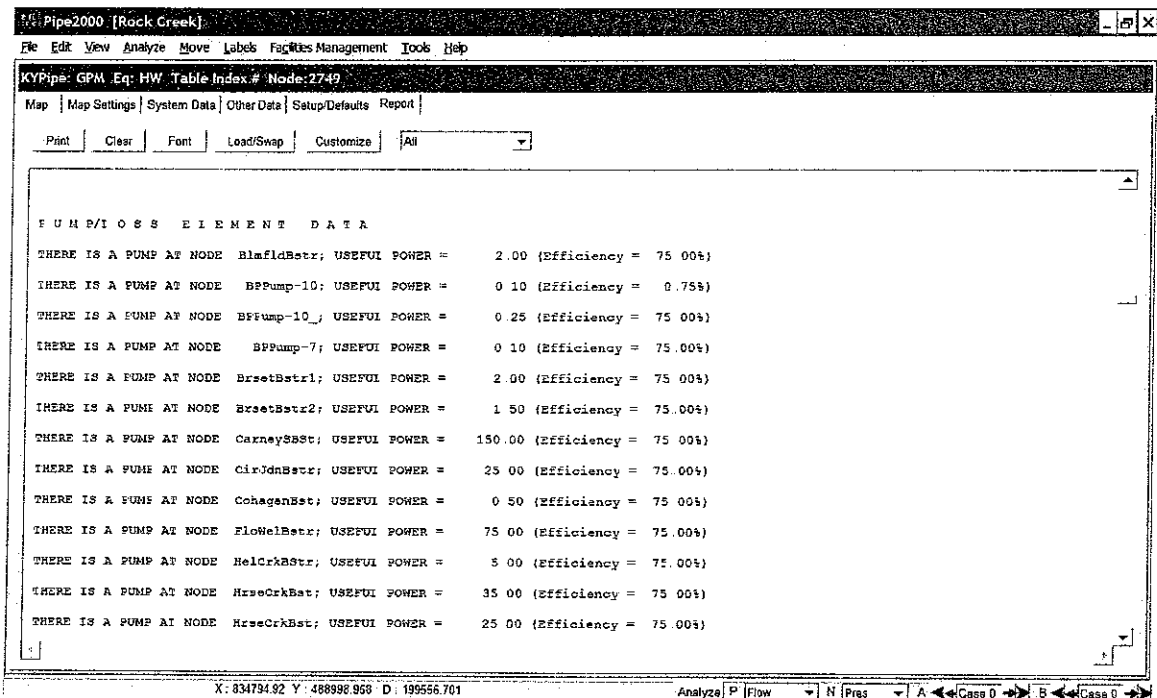 Pipe2000 [Rock Creek]
File Edit View Analyze Move Labels Facilities Management Tools Help
KYPipe: GPM Eq: HW Table Index.# Node:2749
Map Map Settings System Data Other Data Setup/Defaults Report
Print Clear Font Load/Swap Customize All
PUMP/LOSS ELEMENT DATA
THERE IS A PUMP AT NODE BlmfldBstr; USEFUL POWER = 2.00 (Efficiency = 75 00%)
THERE IS A PUMP AT NODE BPPump-10; USEFUL POWER = 0 10 (Efficiency = 0.75%)
THERE IS A PUMP AT NODE BPPump-10_; USEFUL POWER = 0.25 (Efficiency = 75 00%)
THERE IS A PUMP AT NODE BPPump-7; USEFUL POWER = 0 10 (Efficiency = 75.00%)
THERE IS A PUMP AT NODE BrsetBstr1; USEFUL POWER = 2.00 (Efficiency = 75 00%)
THERE IS A PUMP AT NODE BrsetBstr2; USEFUL POWER = 1 50 (Efficiency = 75.00%)
THERE IS A PUMP AT NODE CarneySBSt; USEFUL POWER = 150.00 (Efficiency = 75 00%)
THERE IS A PUMP AT NODE CirJdnBstr; USEFUL POWER = 25 00 (Efficiency = 75.00%)
THERE IS A PUMP AT NODE CohagenBst; USEFUL POWER = 0 50 (Efficiency = 75 00%)
THERE IS A PUMP AT NODE FloWelBstr; USEFUL POWER = 75 00 (Efficiency = 75.00%)
THERE IS A PUMP AT NODE HelCrkBStr; USEFUL POWER = 5 00 (Efficiency = 75.00%)
THERE IS A PUMP AT NODE HrseCrkBst; USEFUL POWER = 35 00 (Efficiency = 75 00%)
THERE IS A PUMP AT NODE HrseCrkBst; USEFUL POWER = 25 00 (Efficiency = 75.00%)
X: 834794.92 Y: 488998.958 D: 199556.701 Analyze P Flow N Pres A Case 0 B Case 0